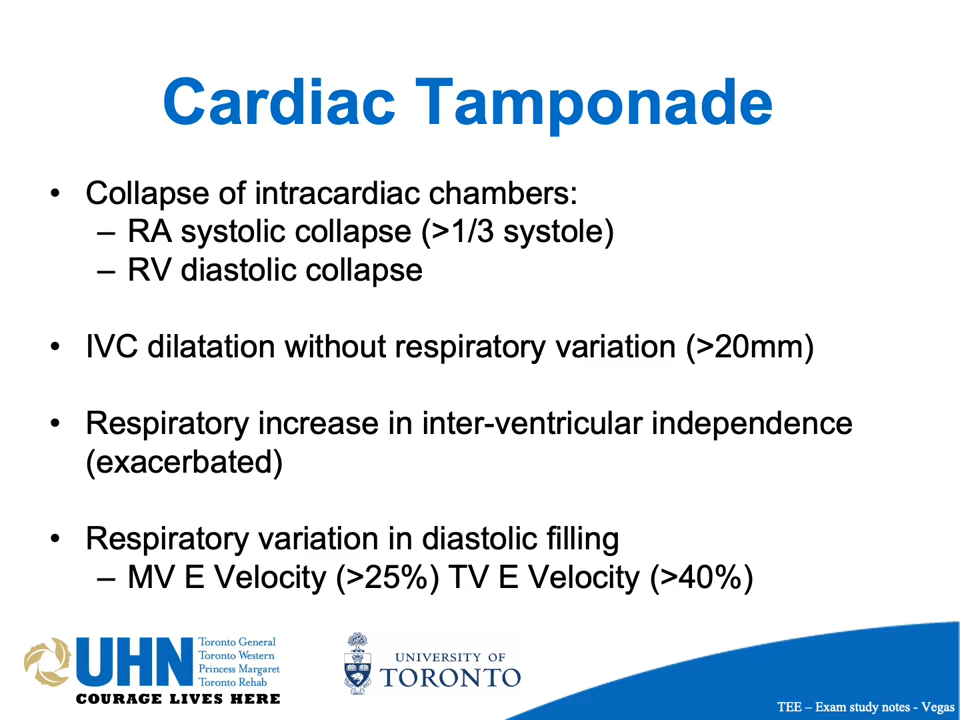 Cardiac Tamponade
• Collapse of intracardiac chambers:
– RA systolic collapse (>1/3 systole)
– RV diastolic collapse
• IVC dilatation without respiratory variation (>20mm)
• Respiratory increase in inter-ventricular independence
(exacerbated)
• Respiratory variation in diastolic filling
– MV E Velocity (>25%) TV E Velocity (>40%)
UHN
Toronto General
Toronto Western
Princess Margaret
Toronto Rehab
COURAGE LIVES HERE
UNIVERSITY OF
TORONTO
TEE – Exam study notes - Vegas